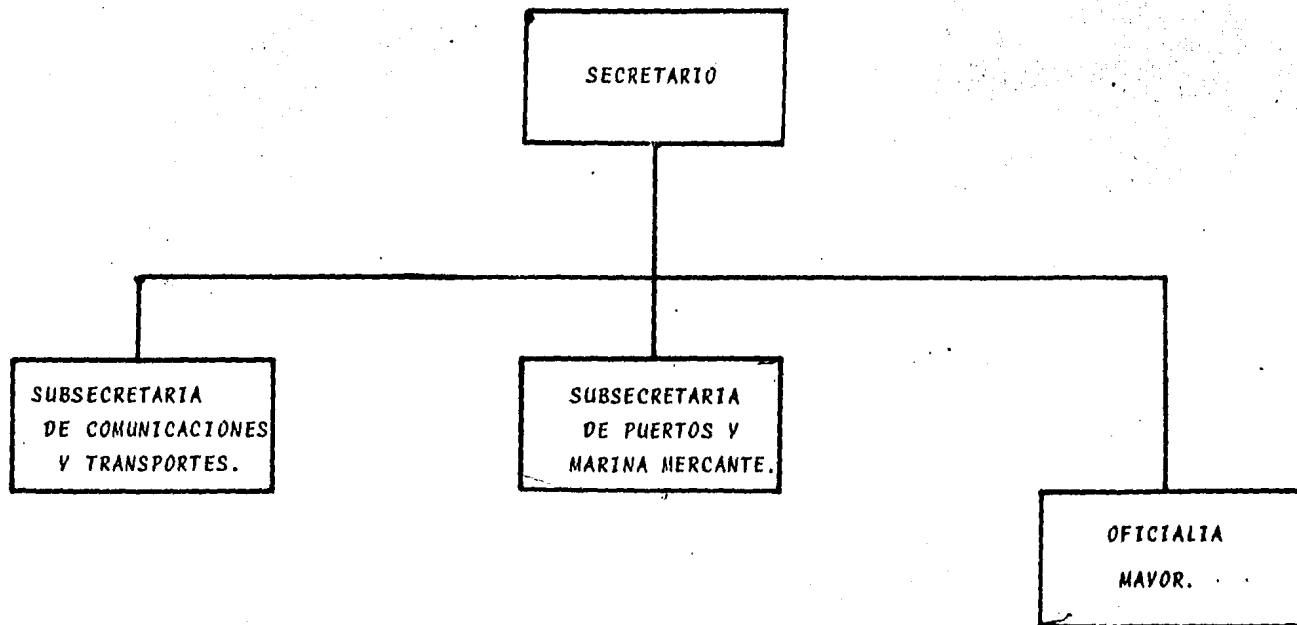 SECRETARIO
SUBSECRETARIA
DE COMUNICACIONES
Y TRANSPORTES.
SUBSECRETARIA
DE PUERTOS Y
MARINA MERCANTE.
OFICIALIA
MAYOR.